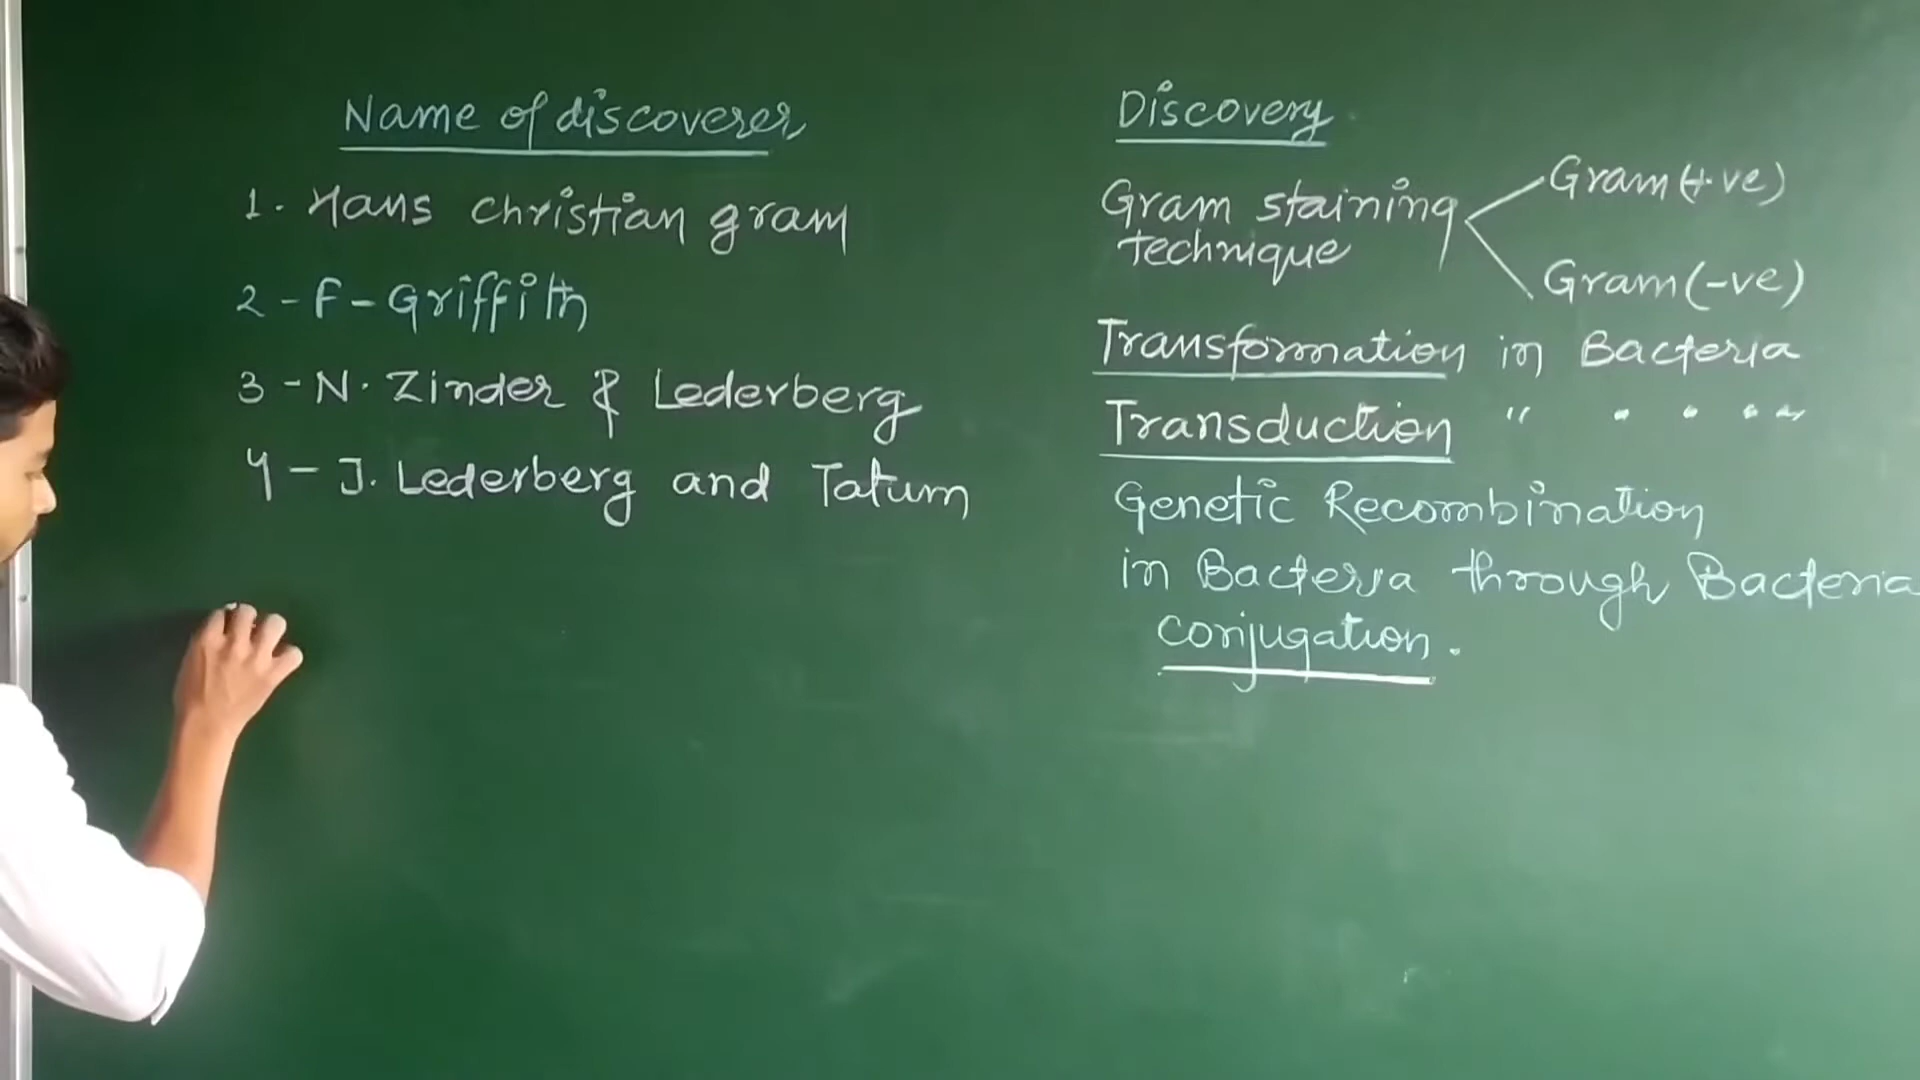 Name of discoverer
1. Hans christian gram
2 - F - Griffith
3 - N. Zinder & Lederberg
4 - J. Lederberg and Tatum
Discovery
Gram staining technique
Gram (+ve)
Gram (-ve)
Transformation in Bacteria
Transduction " " " " "
Genetic Recombination
in Bacteria through Bacteria
conjugation.